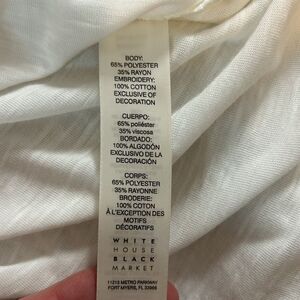 BODY:
65% POLYESTER
35% RAYON
EMBROIDERY:
100% COTTON
EXCLUSIVE OF
DECORATION
CUERPO:
65% poliéster
35% viscosa
BORDADO:
100% ALGODÓN
EXCLUSIVO DE LA
DECORACIÓN
CORPS:
65% POLYESTER
35% RAYONNE
BRODERIE:
100% COTON
À L'EXCEPTION DES
MOTIFS
DÉCORATIFS
WHITE
HOUSE
BLACK
MARKET
11215 METRO PARKWAY
FORT MYERS, FL 33966